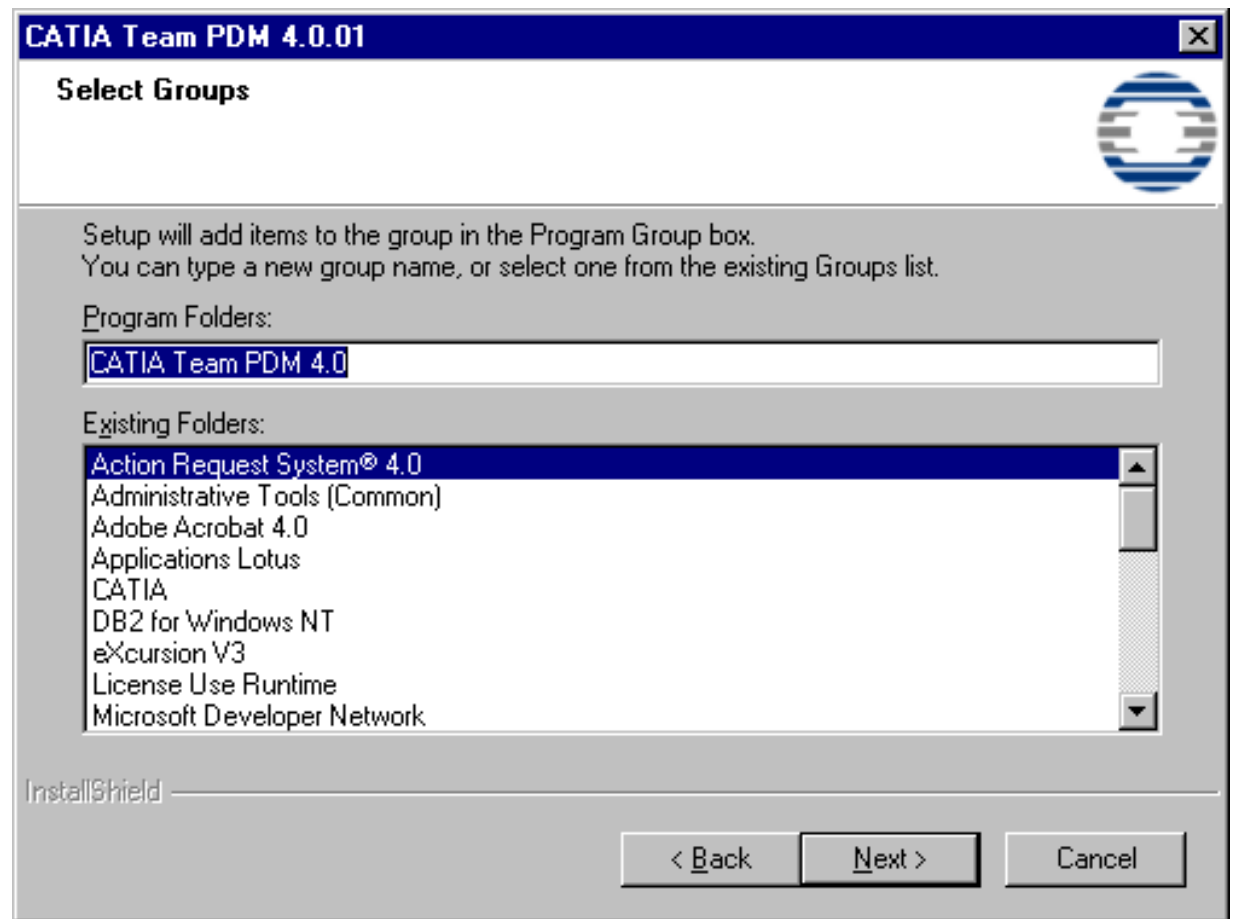 CATIA Team PDM 4.0.01
Select Groups
Setup will add items to the group in the Program Group box.
You can type a new group name, or select one from the existing Groups list.
Program Folders:
CATIA Team PDM 4.0
Existing Folders:
Action Request System® 4.0
Administrative Tools (Common)
Adobe Acrobat 4.0
Applications Lotus
CATIA
DB2 for Windows NT
eXcursion V3
License Use Runtime
Microsoft Developer Network
InstallShield
< Back Next > Cancel